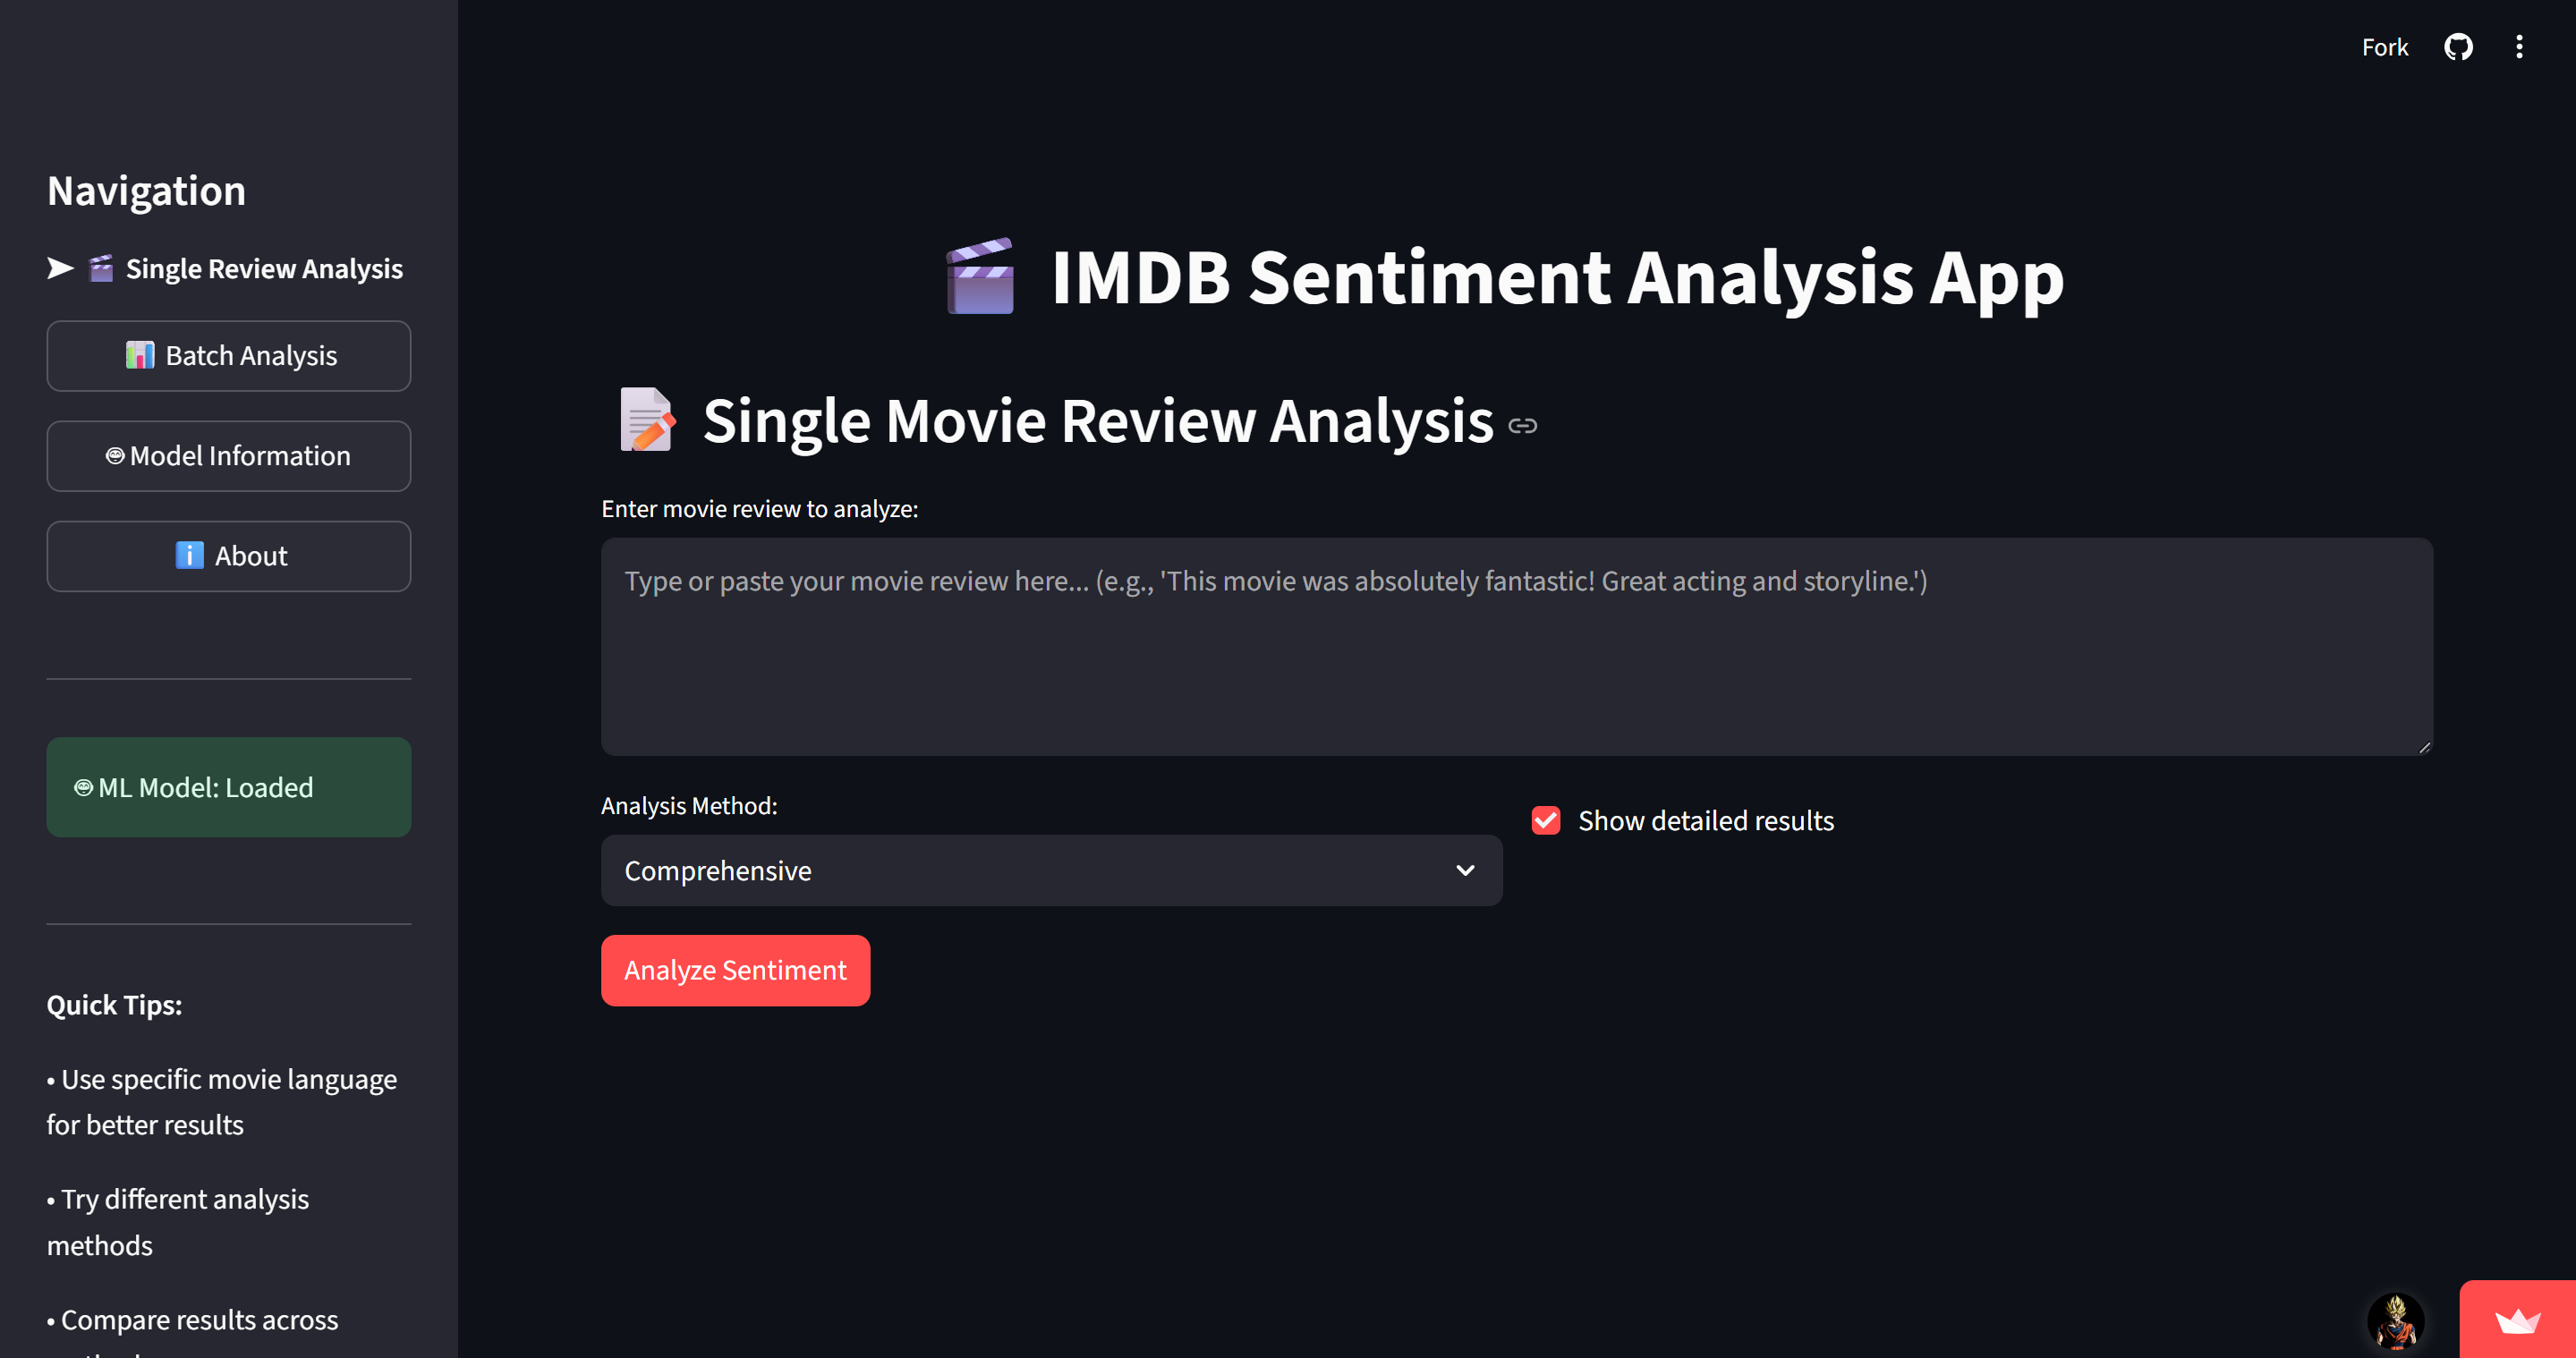 Fork
Navigation
Single Review Analysis
Batch Analysis
Model Information
About
ML Model: Loaded
Quick Tips:
• Use specific movie language
for better results
• Try different analysis
methods
• Compare results across
IMDB Sentiment Analysis App
Single Movie Review Analysis
Enter movie review to analyze:
Type or paste your movie review here... (e.g., 'This movie was absolutely fantastic! Great acting and storyline.')
Analysis Method:
Show detailed results
Comprehensive
Analyze Sentiment